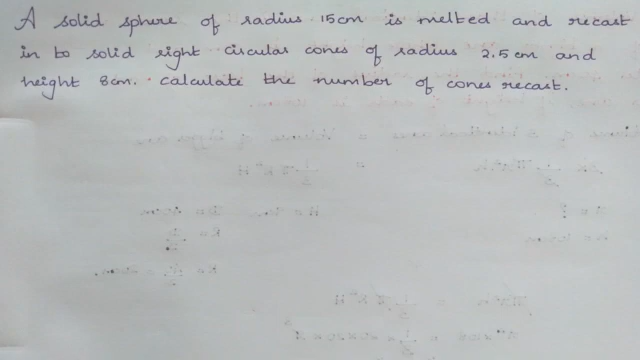 A solid sphere of radius 15cm is melted and recast
in to solid right circular cones of radius 2.5cm and
height 8cm. calculate the number of cones recast.